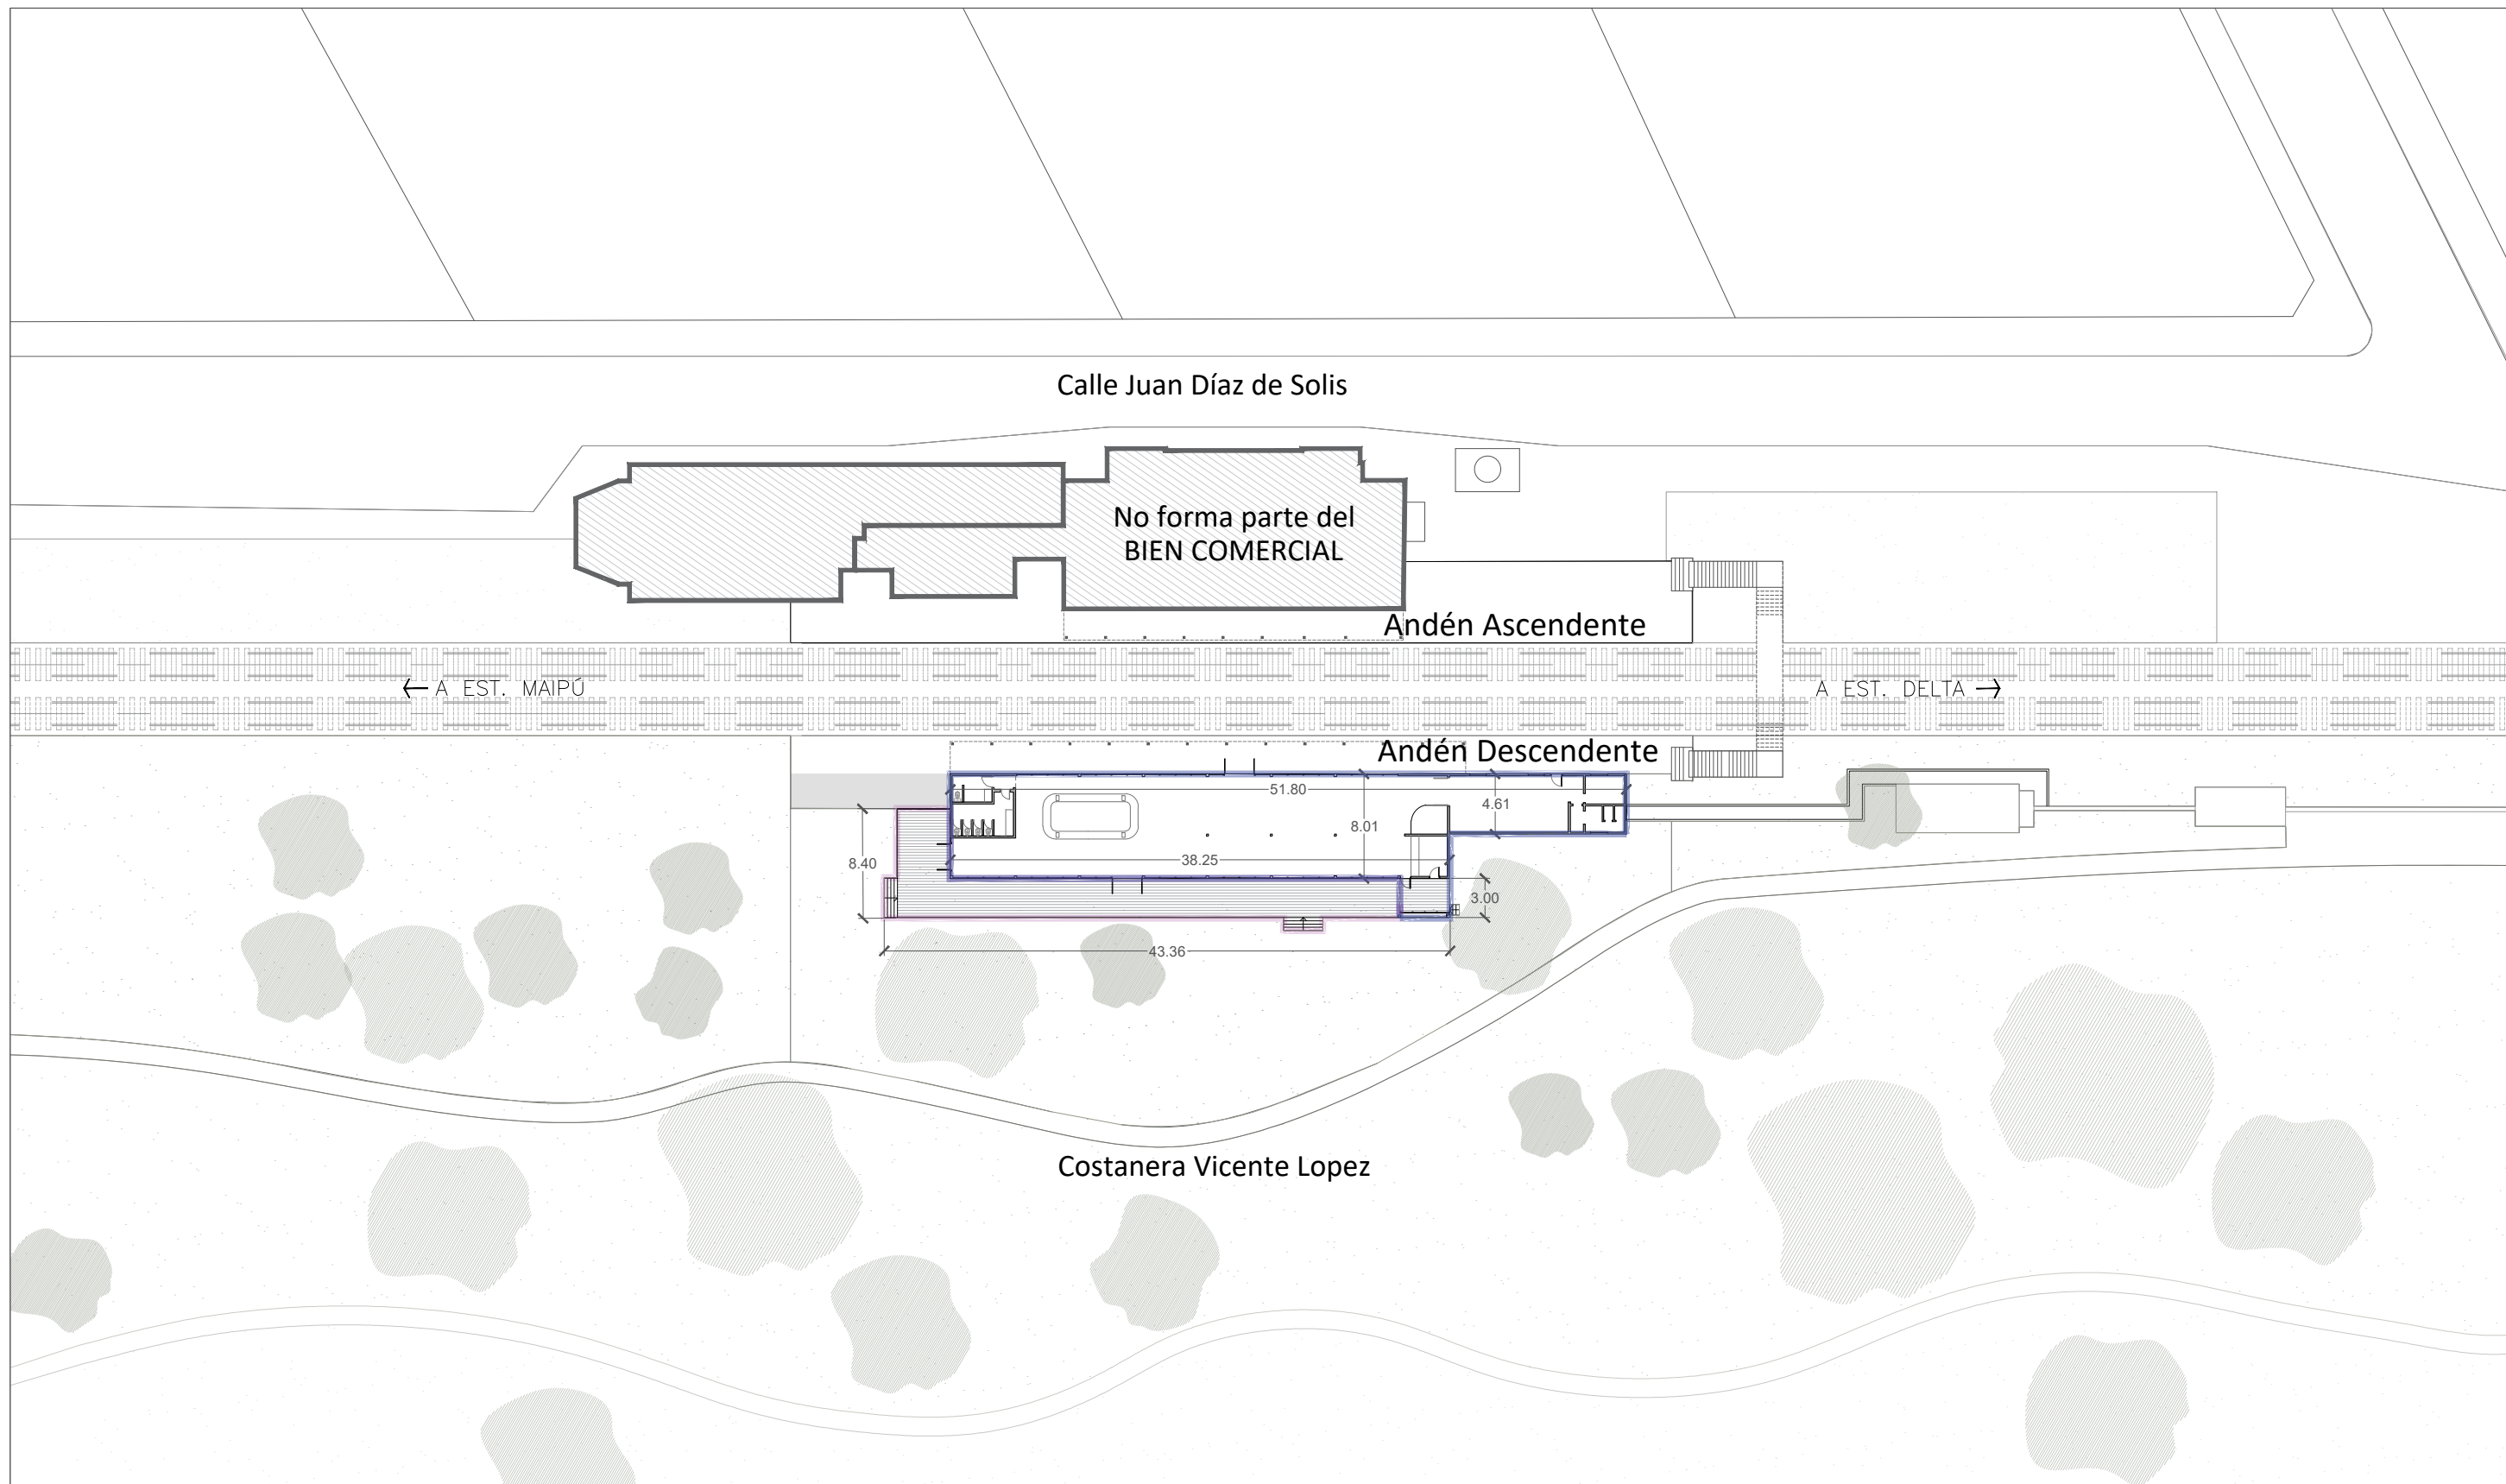 Calle Juan Díaz de Solis
No forma parte del
BIEN COMERCIAL
Andén Ascendente
A EST. MAIPÚ
A EST. DELTA
Andén Descendente
51.80
4.61
8.01
8.40
38.25
3.00
43.36
Costanera Vicente Lopez